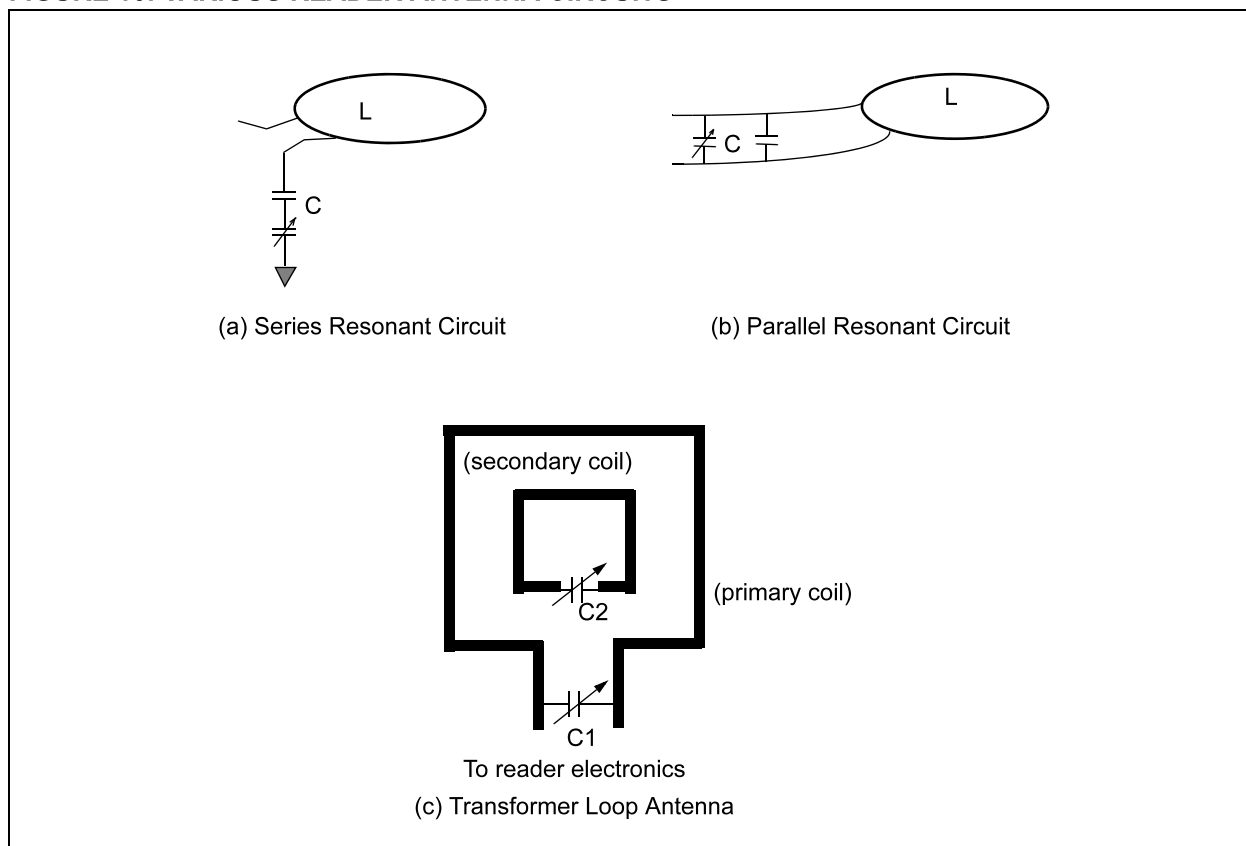 L
L
C
C
(a) Series Resonant Circuit
(b) Parallel Resonant Circuit
(secondary coil)
(primary coil)
C2
C1
To reader electronics
(c) Transformer Loop Antenna